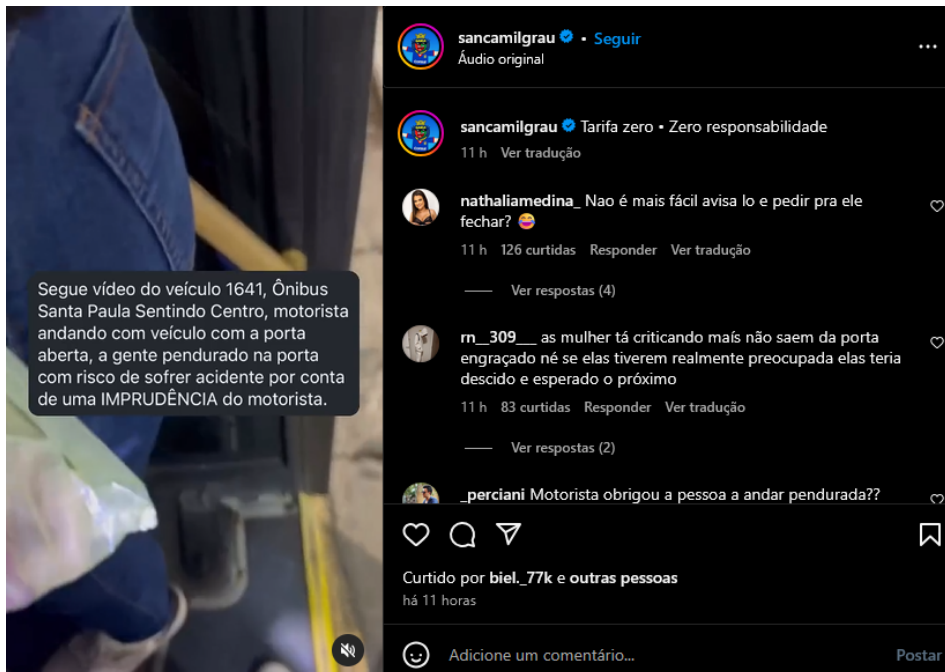 Segue vídeo do veículo 1641, Ônibus
Santa Paula Sentindo Centro, motorista
andando com veículo com a porta
aberta, a gente pendurado na porta
com risco de sofrer acidente por conta
de uma IMPRUDÊNCIA do motorista.
sancamilgrau • Seguir
Áudio original
sancamilgrau Tarifa zero • Zero responsabilidade
11 h Ver tradução
nathaliamedina_ Nao é mais fácil avisa lo e pedir pra ele
fechar? 😂
11 h 126 curtidas Responder Ver tradução
Ver respostas (4)
rn__309___ as mulher tá criticando maís não saem da porta
engraçado né se elas tiverem realmente preocupada elas teria
descido e esperado o próximo
11 h 83 curtidas Responder Ver tradução
Ver respostas (2)
_perciani Motorista obrigou a pessoa a andar pendurada??
Curtido por biel._77k e outras pessoas
há 11 horas
Adicione um comentário...
Postar